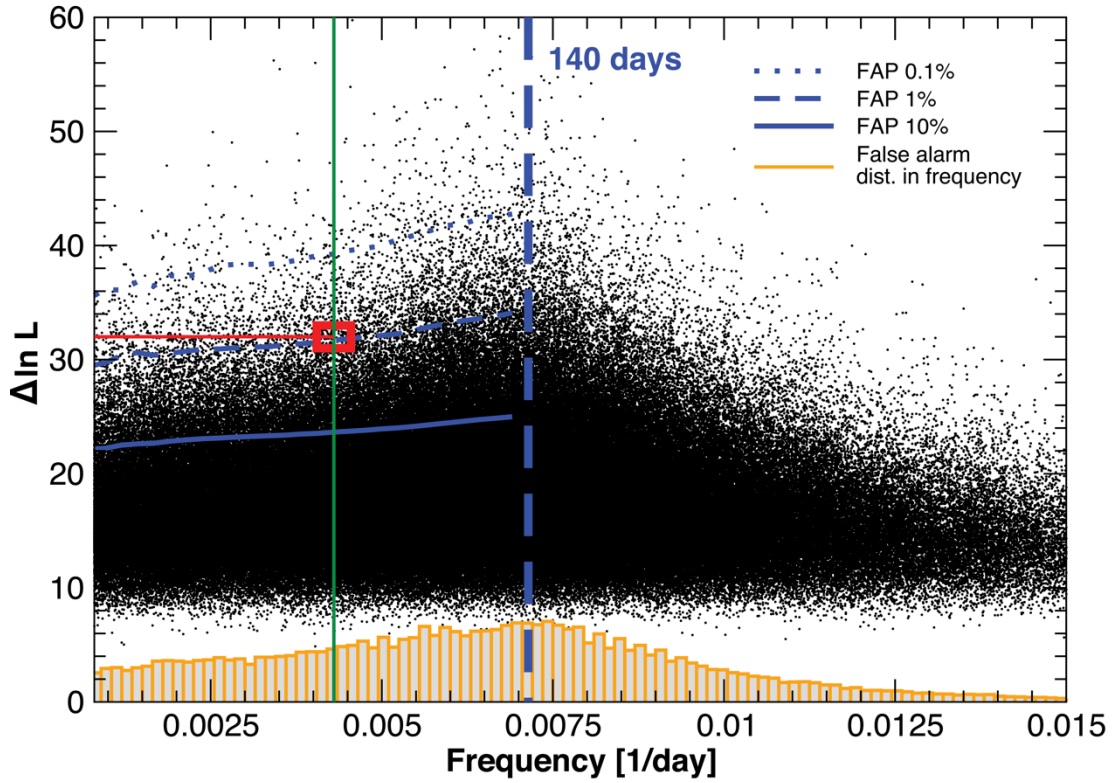 60
50
40
30
20
10
0
Δ ln L
140 days
FAP 0.1%
FAP 1%
FAP 10%
False alarm
dist. in frequency
0.0025
0.005
0.0075
0.01
0.0125
0.015
Frequency [1/day]